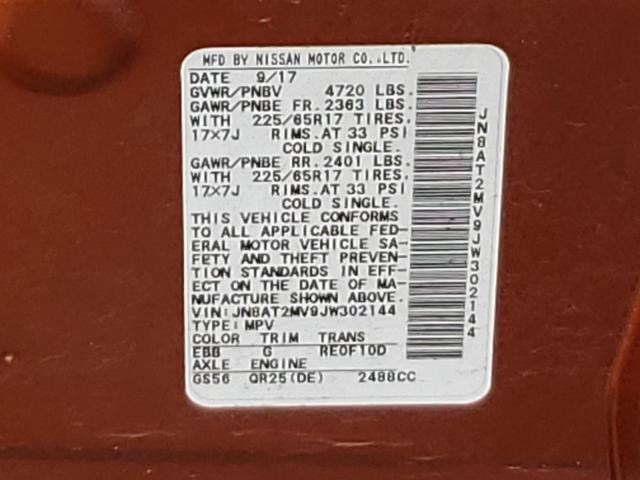 MFD BY NISSAN MOTOR CO.,LTD.
DATE 9/17
GVWR/PNBV 4720 LBS.
GAWR/PNBE FR. 2363 LBS.
WITH 225/65R17 TIRES.
17X7J RIMS.AT 33 PSI
COLD SINGLE.
GAWR/PNBE RR. 2401 LBS.
WITH 225/65R17 TIRES.
17X7J RIMS.AT 33 PSI
COLD SINGLE.
THIS VEHICLE CONFORMS
TO ALL APPLICABLE FED-
ERAL MOTOR VEHICLE SA-
FETY AND THEFT PREVEN-
TION STANDARDS IN EFF-
ECT ON THE DATE OF MA-
NUFACTURE SHOWN ABOVE.
VIN:JN8AT2MV9JW302144
TYPE:MPV
COLOR TRIM TRANS
EBB G RE0F10D
AXLE ENGINE
GS56 QR25(DE) 2488CC
JN8AT2MV9JW302144